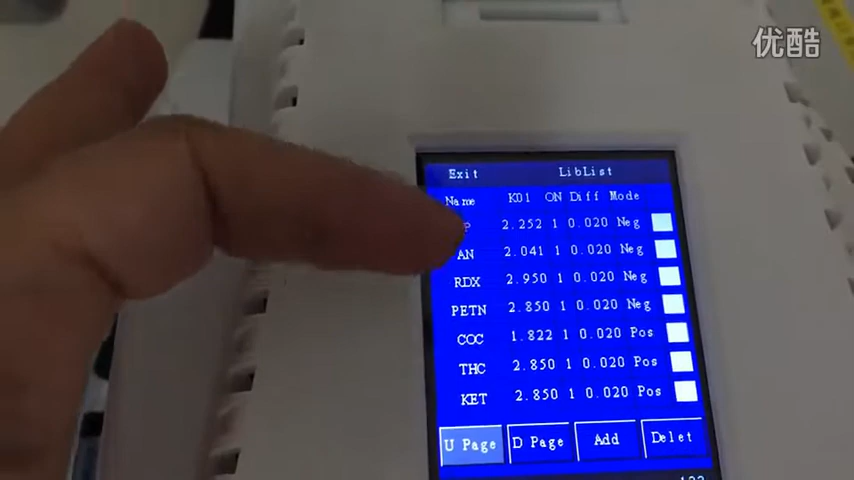 优酷
Exit LibList
Name K01 ON Diff Mode
P 2.252 1 0.020 Neg
AN 2.041 1 0.020 Neg
RDX 2.950 1 0.020 Neg
PETN 2.850 1 0.020 Neg
COC 1.822 1 0.020 Pos
THC 2.850 1 0.020 Pos
KET 2.850 1 0.020 Pos
U Page D Page Add Delet